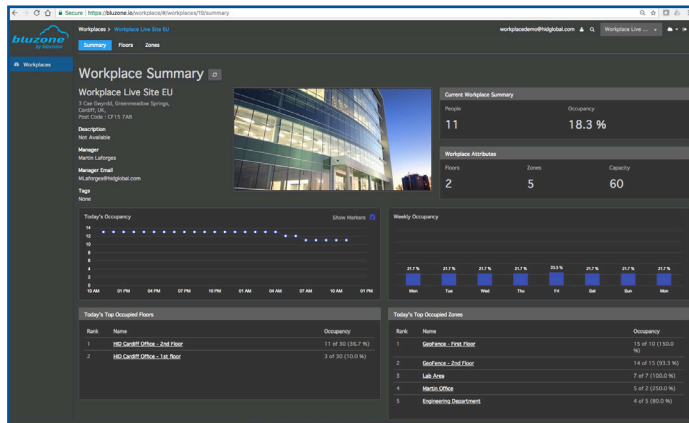 Secure https://bluzone.io/workplace/#/workplaces/19/summary
bluzone
by bluvision
Workplaces > Workplace Live Site EU
workplacedemo@hidglobal.com
Workplace Live ...
Summary Floors Zones
Workplaces
Workplace Summary
Workplace Live Site EU
3 Cae Gwyrdd, Greenmeadow Springs,
Cardiff, UK,
Post Code : CF15 7AB
Description
Not Available
Manager
Martin Laforges
Manager Email
MLaforges@hidglobal.com
Tags
None
Current Workplace Summary
People Occupancy
11 18.3 %
Workplace Attributes
Floors Zones Capacity
2 5 60
Today's Occupancy Show Markers
14
12
10
8
6
4
2
0
10 AM 01 PM 04 PM 07 PM 10 PM 01 AM 04 AM 07 AM 10 AM 01 PM
Weekly Occupancy
21.7 % 21.7 % 21.7 % 21.7 % 23.3 % 21.7 % 21.7 % 21.7 %
Mon Tue Wed Thu Fri Sat Sun Mon
Today's Top Occupied Floors
Rank Name Occupancy
1 HID Cardiff Office - 2nd Floor 11 of 30 (36.7 %)
2 HID Cardiff Office - 1st floor 3 of 30 (10.0 %)
Today's Top Occupied Zones
Rank Name Occupancy
1 GeoFence - First Floor 15 of 10 (150.0
%)
2 GeoFence - 2nd Floor 14 of 15 (93.3 %)
3 Lab Area 7 of 7 (100.0 %)
4 Martin Office 5 of 2 (250.0 %)
5 Engineering Department 4 of 5 (80.0 %)